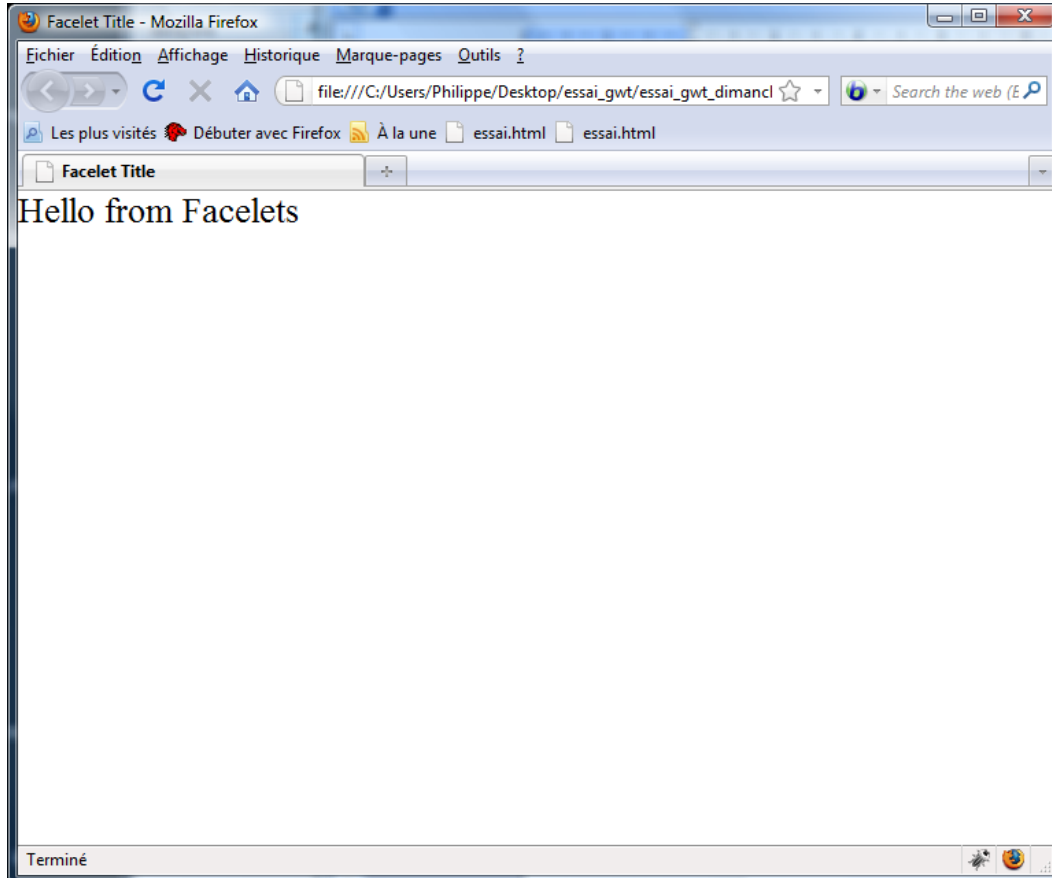 Facelet Title - Mozilla Firefox
Fichier Édition Affichage Historique Marque-pages Outils ?
file:///C:/Users/Philippe/Desktop/essai_gwt/essai_gwt_dimancl Search the web (E
Les plus visités Débuter avec Firefox À la une essai.html essai.html
Facelet Title
Hello from Facelets
Terminé